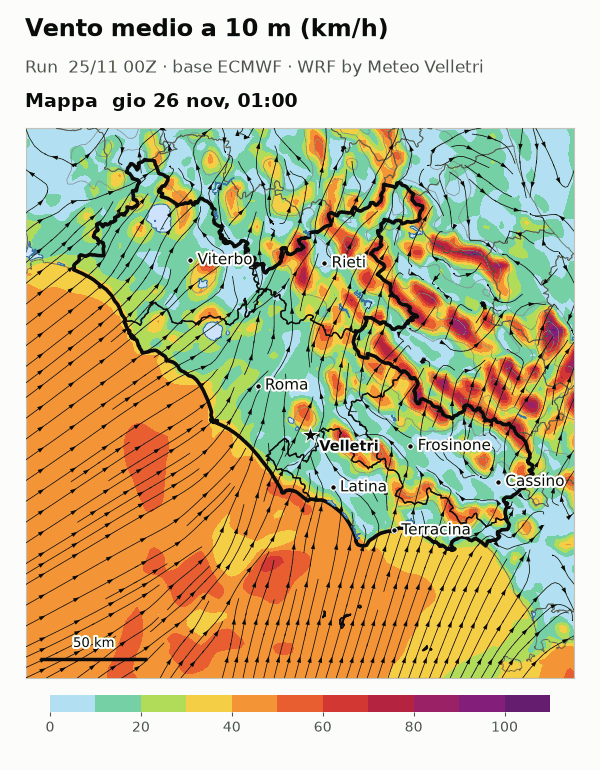 Vento medio a 10 m (km/h)
Run  25/11 00Z · base ECMWF · WRF by Meteo Velletri
Mappa  gio 26 nov, 01:00
Viterbo
Rieti
Roma
Velletri
Frosinone
Cassino
Latina
Terracina
50 km
0 20 40 60 80 100